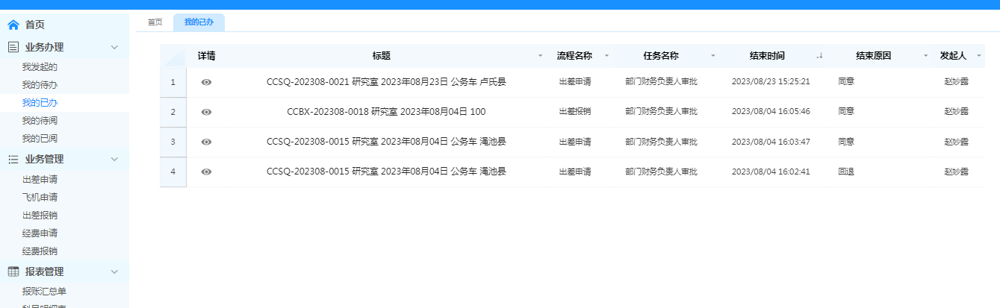 首页
业务办理
我发起的
我的待办
我的已办
我的待阅
我的已阅
业务管理
出差申请
飞机申请
出差报销
经费申请
经费报销
报表管理
报账汇总单
首页 我的已办
详情 标题 流程名称 任务名称 结束时间 结束原因 发起人
1 CCSQ-202308-0021 研究室 2023年08月23日 公务车 卢氏县 出差申请 部门财务负责人审批 2023/08/23 15:25:21 同意 赵妙露
2 CCBX-202308-0018 研究室 2023年08月04日 100 出差报销 部门财务负责人审批 2023/08/04 16:05:46 同意 赵妙露
3 CCSQ-202308-0015 研究室 2023年08月04日 公务车 渑池县 出差申请 部门财务负责人审批 2023/08/04 16:03:47 同意 赵妙露
4 CCSQ-202308-0015 研究室 2023年08月04日 公务车 渑池县 出差申请 部门财务负责人审批 2023/08/04 16:02:41 回退 赵妙露